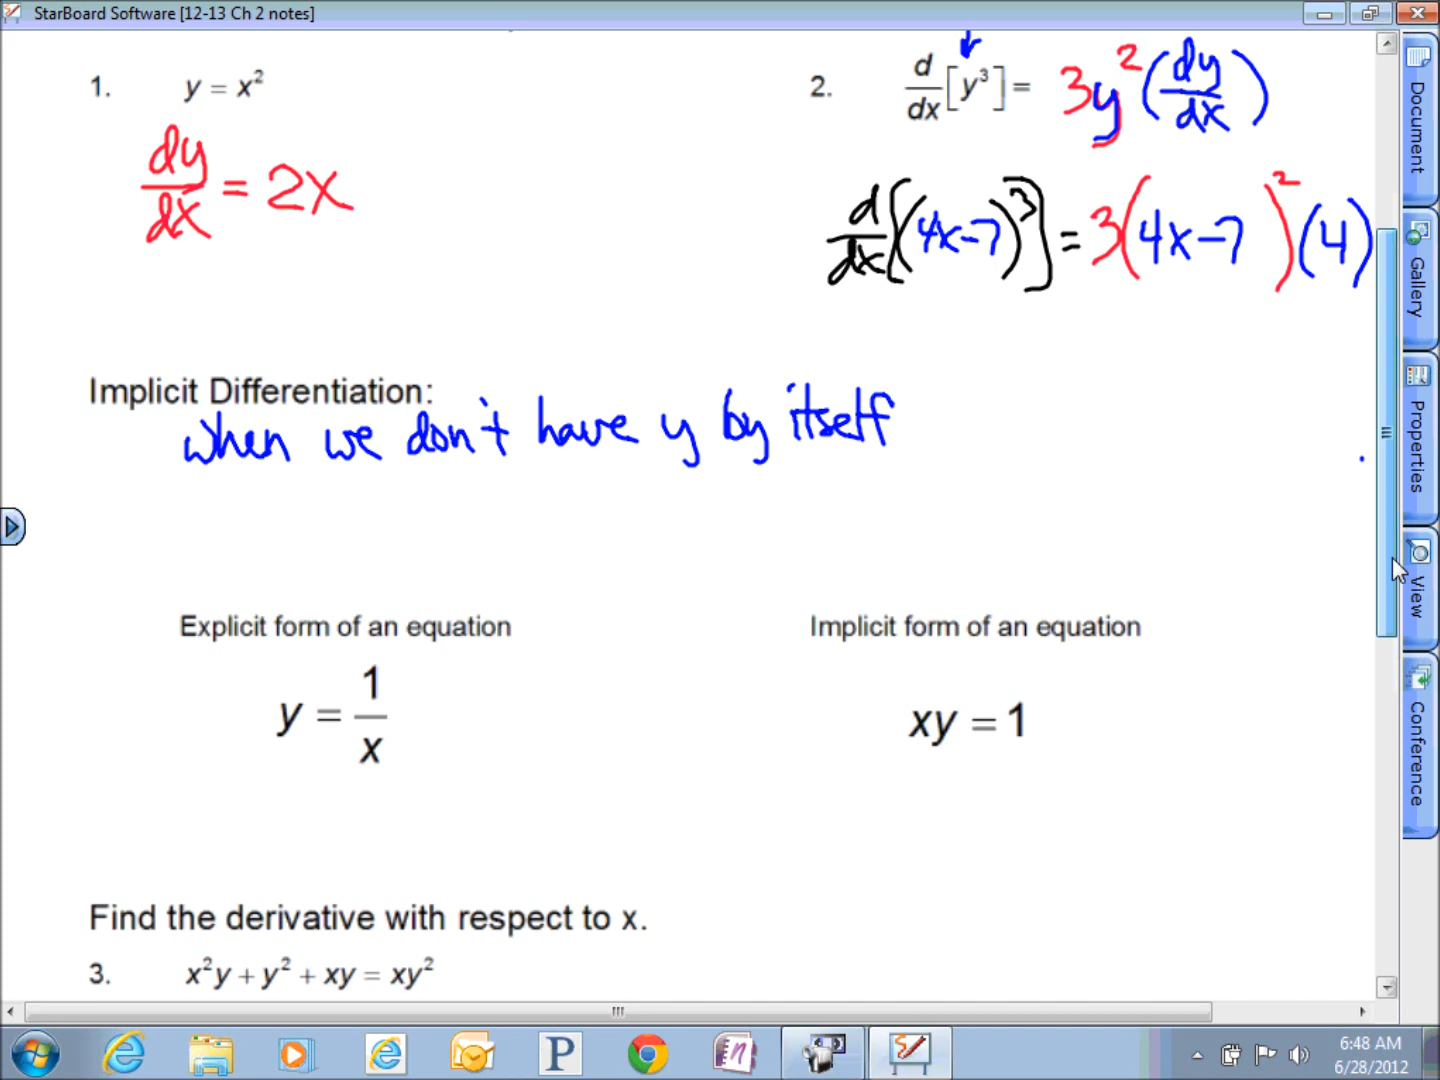 StarBoard Software [12-13 Ch 2 notes]
1. y = x²
dy/dx = 2x
2. d/dx [y³] = 3y² (dy/dx)
d/dx [(4x-7)³] = 3(4x-7)² (4)
Implicit Differentiation:
when we don't have y by itself
Explicit form of an equation
Implicit form of an equation
y = 1/x
xy = 1
Find the derivative with respect to x.
3. x²y + y² + xy = xy²
Document
Gallery
Properties
View
Conference
6:48 AM
6/28/2012